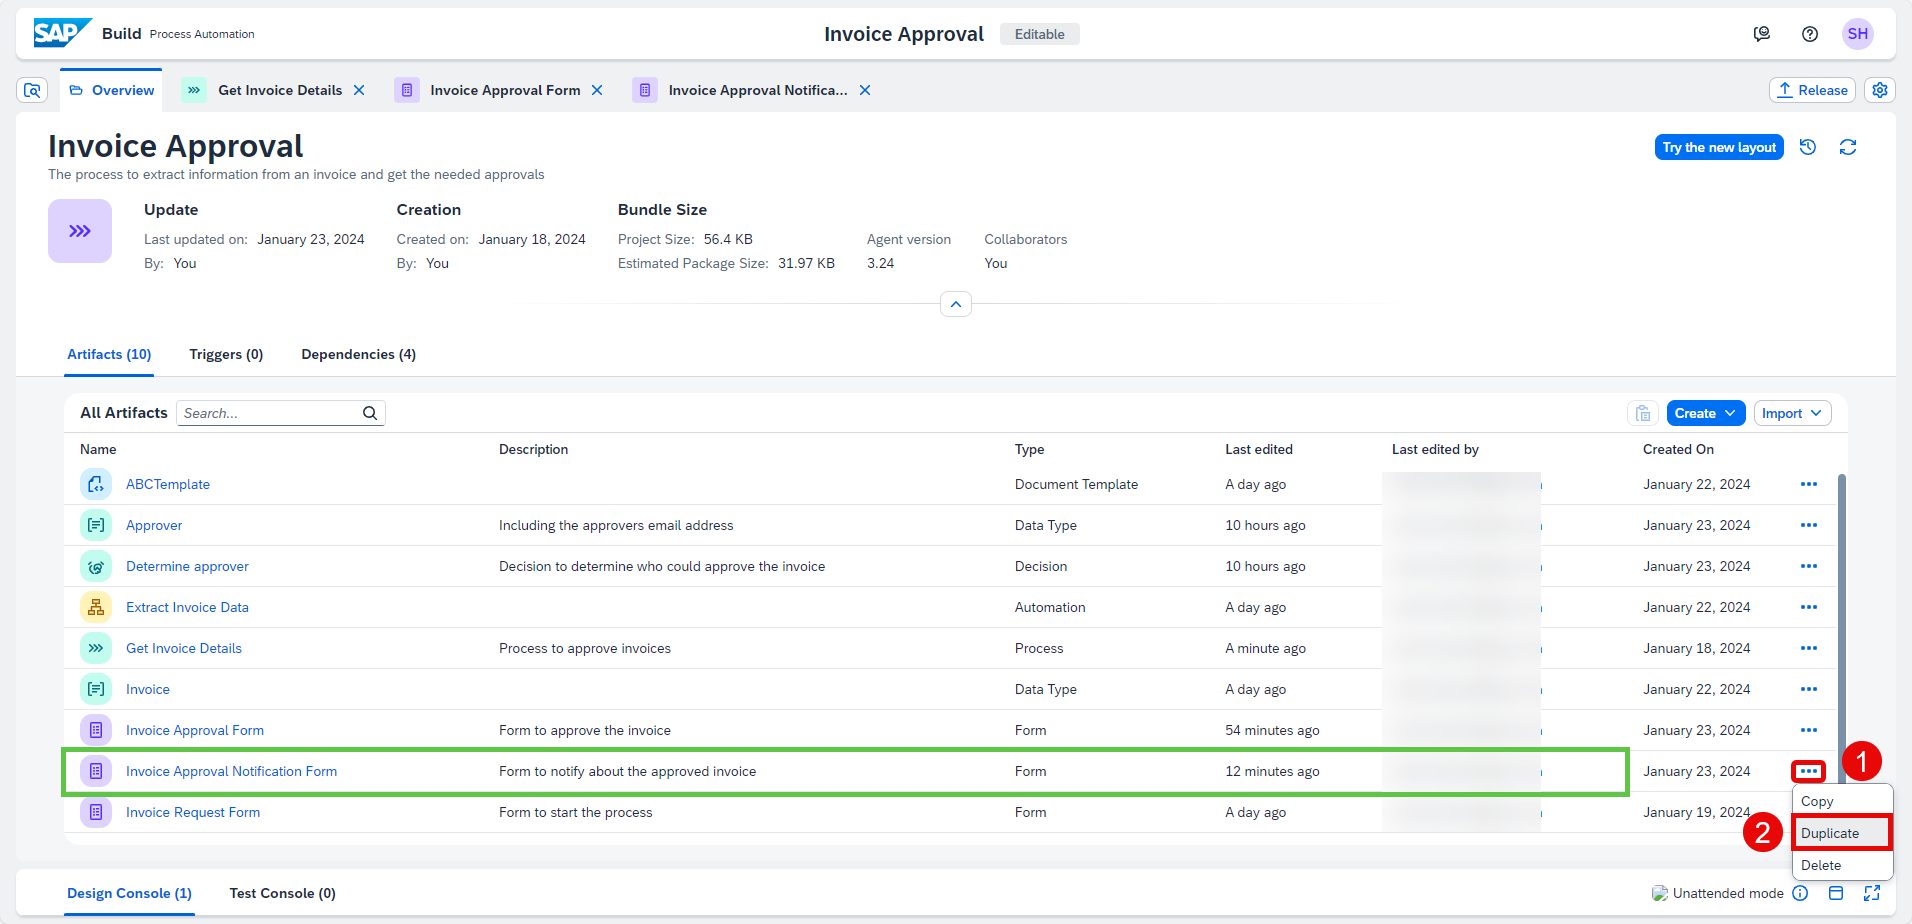 SAP Build Process Automation
Invoice Approval Editable
SH
Overview Get Invoice Details Invoice Approval Form Invoice Approval Notifica... Release
Invoice Approval
Try the new layout
The process to extract information from an invoice and get the needed approvals
Update Creation Bundle Size
Last updated on: January 23, 2024 Created on: January 18, 2024 Project Size: 56.4 KB Agent version Collaborators
By: You By: You Estimated Package Size: 31.97 KB 3.24 You
Artifacts (10) Triggers (0) Dependencies (4)
All Artifacts Search... Create Import
Name Description Type Last edited Last edited by Created On
ABCTemplate Document Template A day ago January 22, 2024
Approver Including the approvers email address Data Type 10 hours ago January 23, 2024
Determine approver Decision to determine who could approve the invoice Decision 10 hours ago January 23, 2024
Extract Invoice Data Automation A day ago January 22, 2024
Get Invoice Details Process to approve invoices Process A minute ago January 18, 2024
Invoice Data Type A day ago January 22, 2024
Invoice Approval Form Form to approve the invoice Form 54 minutes ago January 23, 2024
Invoice Approval Notification Form Form to notify about the approved invoice Form 12 minutes ago January 23, 2024
1
Copy
Invoice Request Form Form to start the process Form A day ago January 19, 2024
2 Duplicate
Delete
Design Console (1) Test Console (0) Unattended mode